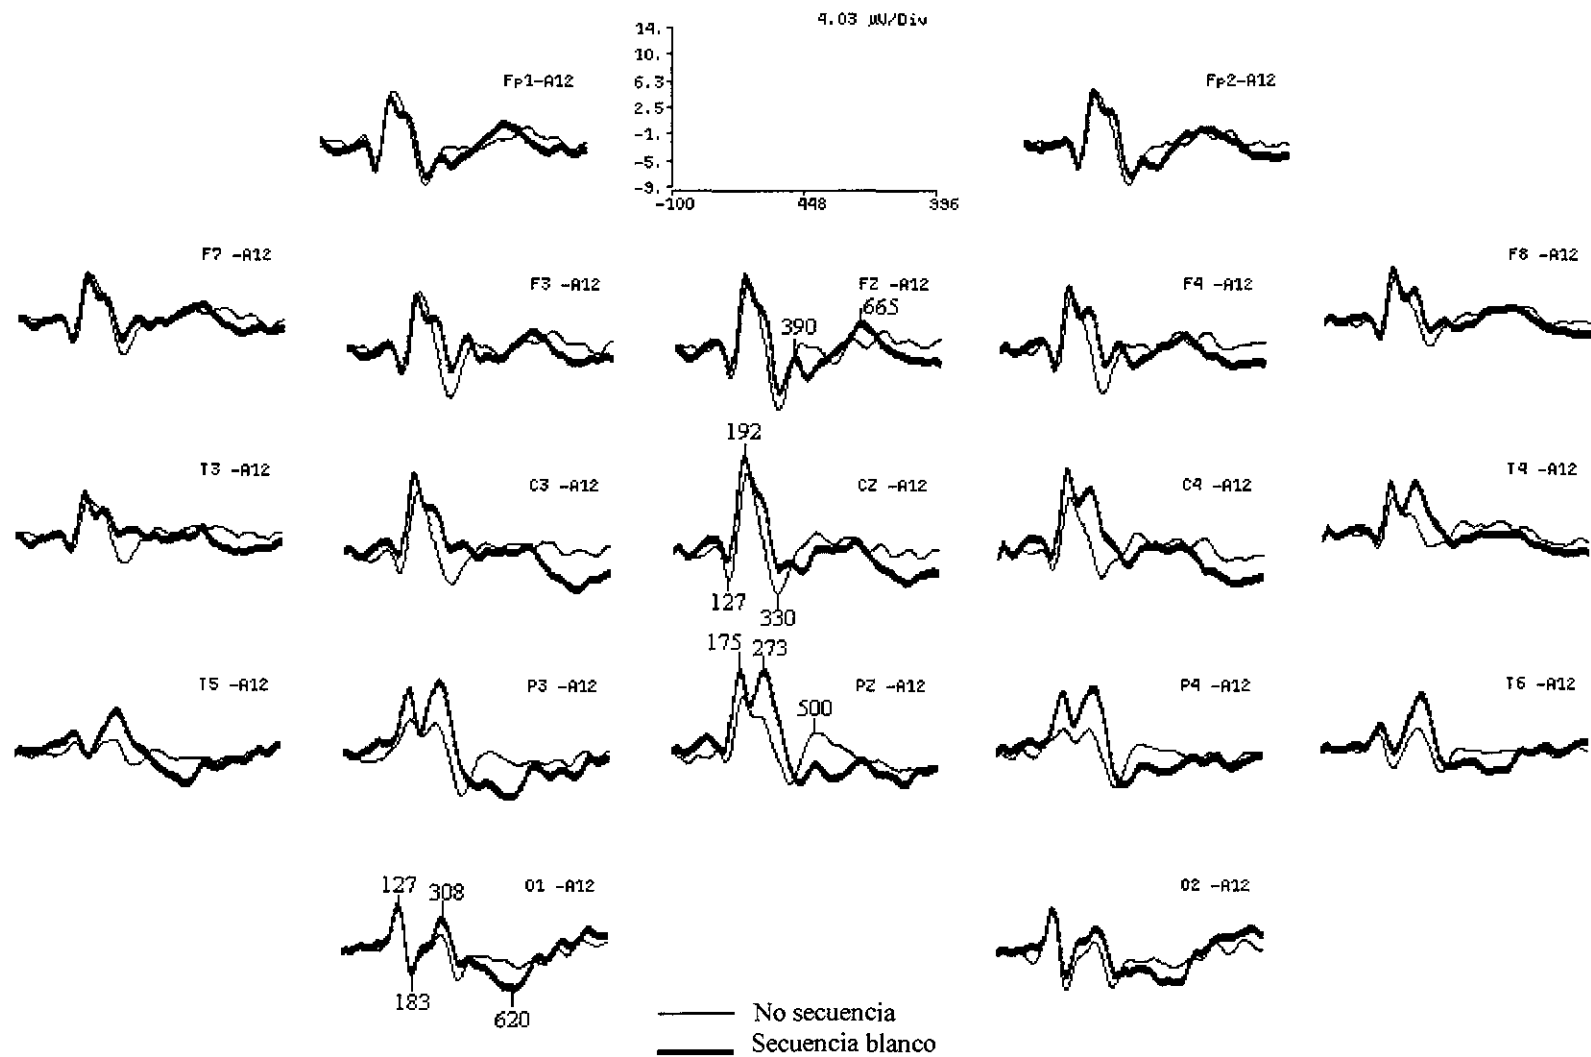 4.03 µV/Div
14.
10.
6.3
2.5
-1.
-5.
-9.
-100 448 996
Fp1-A12
Fp2-A12
F7 -A12
F3 -A12
FZ -A12
F4 -A12
F8 -A12
390
665
T3 -A12
C3 -A12
192
CZ -A12
C4 -A12
T4 -A12
127
330
T5 -A12
P3 -A12
175 273
PZ -A12
500
P4 -A12
T6 -A12
127 308
O1 -A12
O2 -A12
183
620
No secuencia
Secuencia blanco